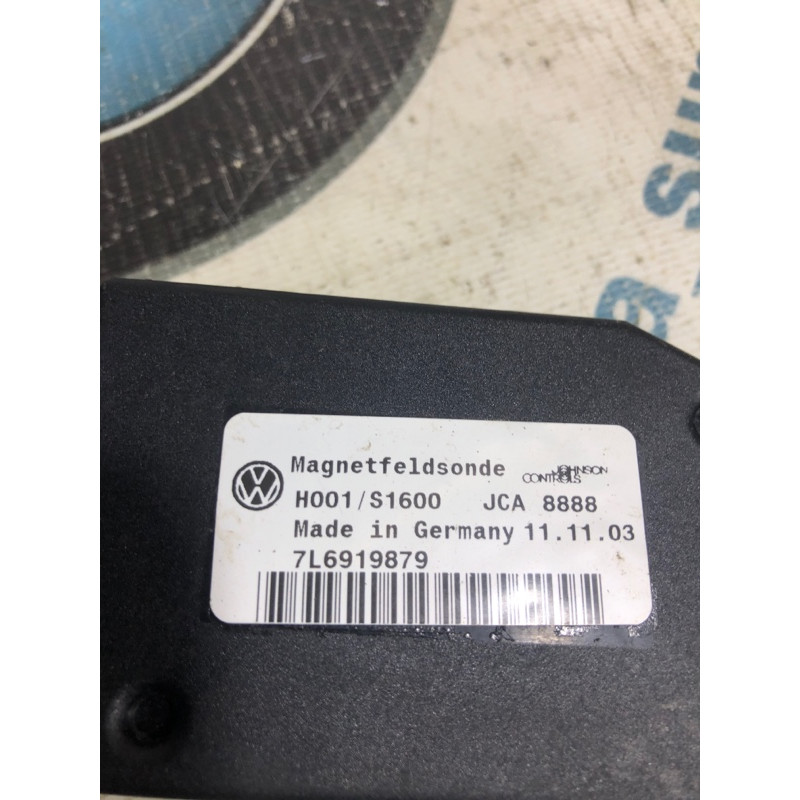 Magnetfeldsonde JOHNSON CONTROLS
H001/S1600 JCA 8888
Made in Germany 11.11.03
7L6919879